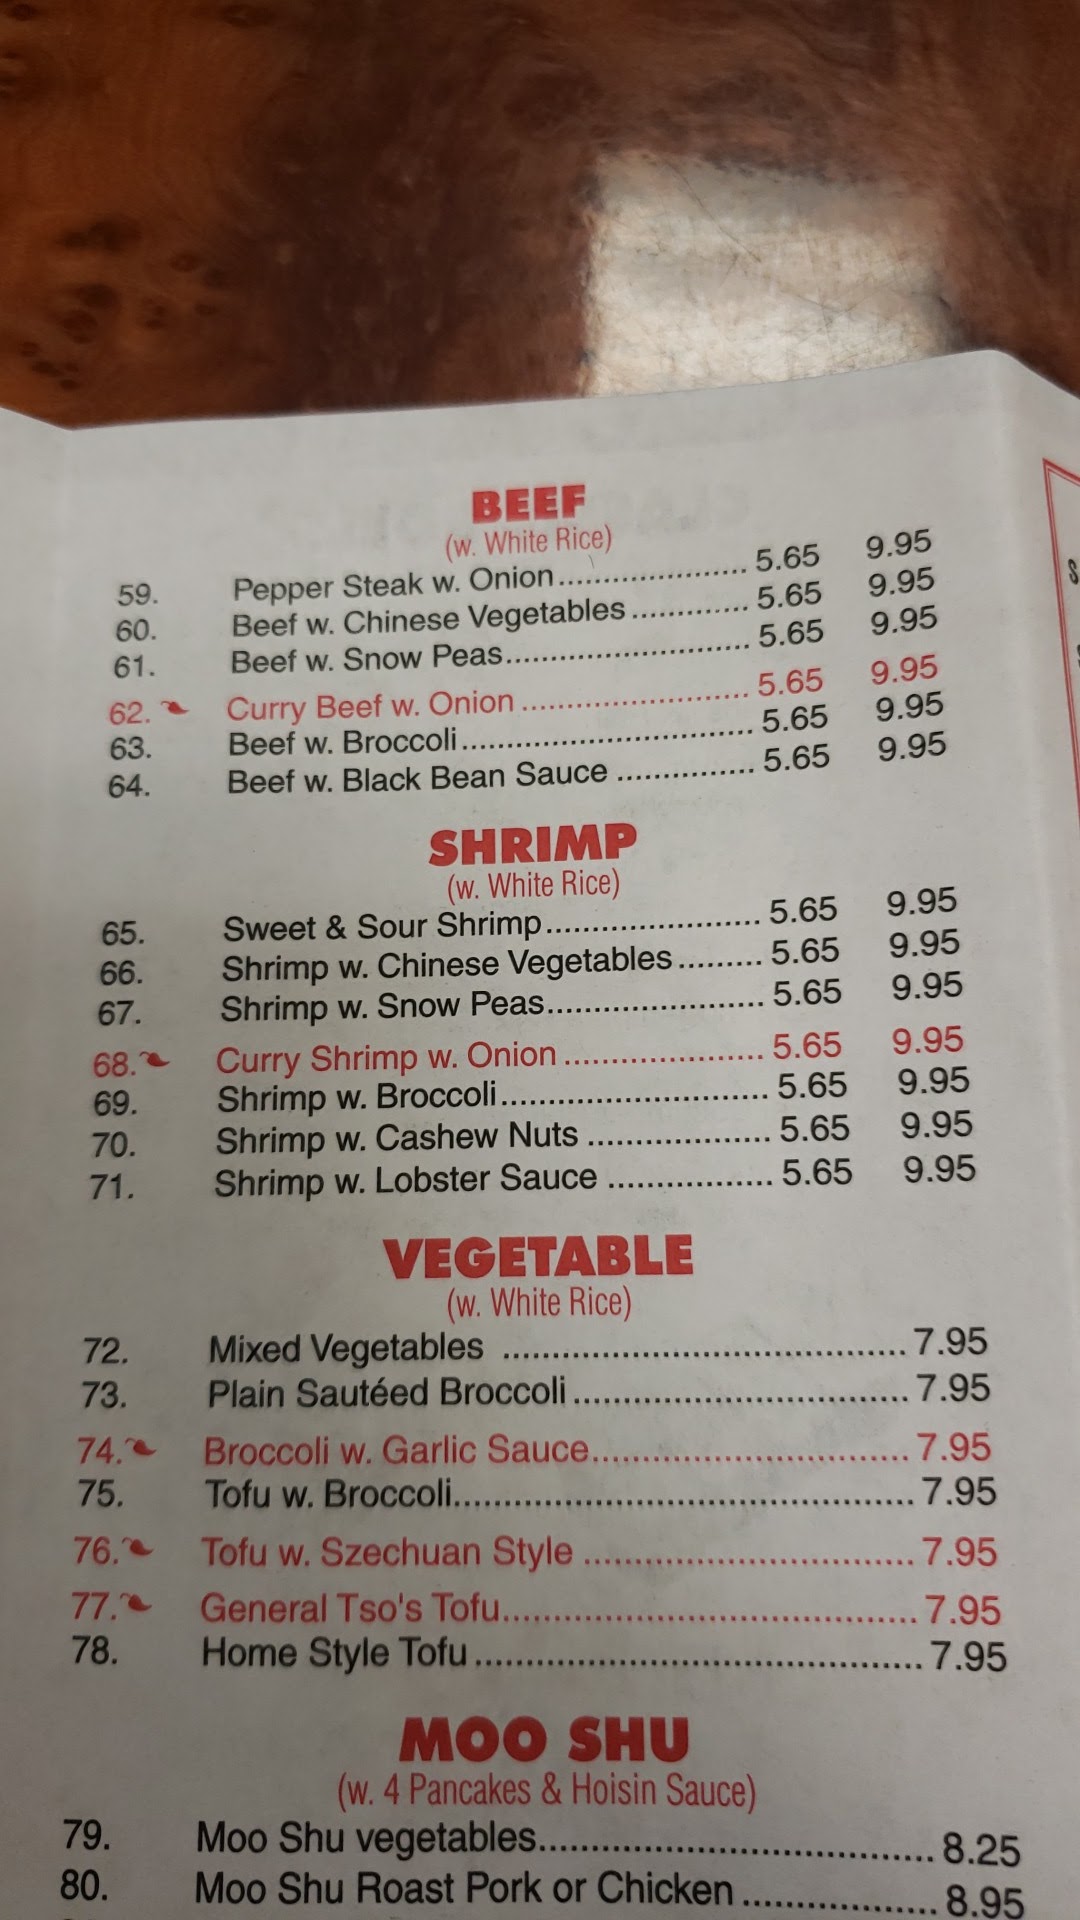 BEEF
(w. White Rice)
59. Pepper Steak w. Onion...................... 5.65 9.95
60. Beef w. Chinese Vegetables ............. 5.65 9.95
61. Beef w. Snow Peas............................ 5.65 9.95
62. Curry Beef w. Onion .......................... 5.65 9.95
63. Beef w. Broccoli.................................. 5.65 9.95
64. Beef w. Black Bean Sauce ............... 5.65 9.95
SHRIMP
(w. White Rice)
65. Sweet & Sour Shrimp........................ 5.65 9.95
66. Shrimp w. Chinese Vegetables ......... 5.65 9.95
67. Shrimp w. Snow Peas........................ 5.65 9.95
68. Curry Shrimp w. Onion ...................... 5.65 9.95
69. Shrimp w. Broccoli............................. 5.65 9.95
70. Shrimp w. Cashew Nuts ................... 5.65 9.95
71. Shrimp w. Lobster Sauce ................. 5.65 9.95
VEGETABLE
(w. White Rice)
72. Mixed Vegetables ........................................ 7.95
73. Plain Sautéed Broccoli ................................. 7.95
74. Broccoli w. Garlic Sauce............................... 7.95
75. Tofu w. Broccoli............................................ 7.95
76. Tofu w. Szechuan Style ................................ 7.95
77. General Tso's Tofu........................................ 7.95
78. Home Style Tofu ........................................... 7.95
MOO SHU
(w. 4 Pancakes & Hoisin Sauce)
79. Moo Shu vegetables..................................... 8.25
80. Moo Shu Roast Pork or Chicken .................. 8.95